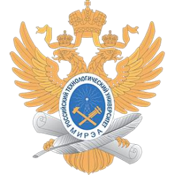 РОССИЙСКИЙ ТЕХНОЛОГИЧЕСКИЙ УНИВЕРСИТЕТ
МИРЭА